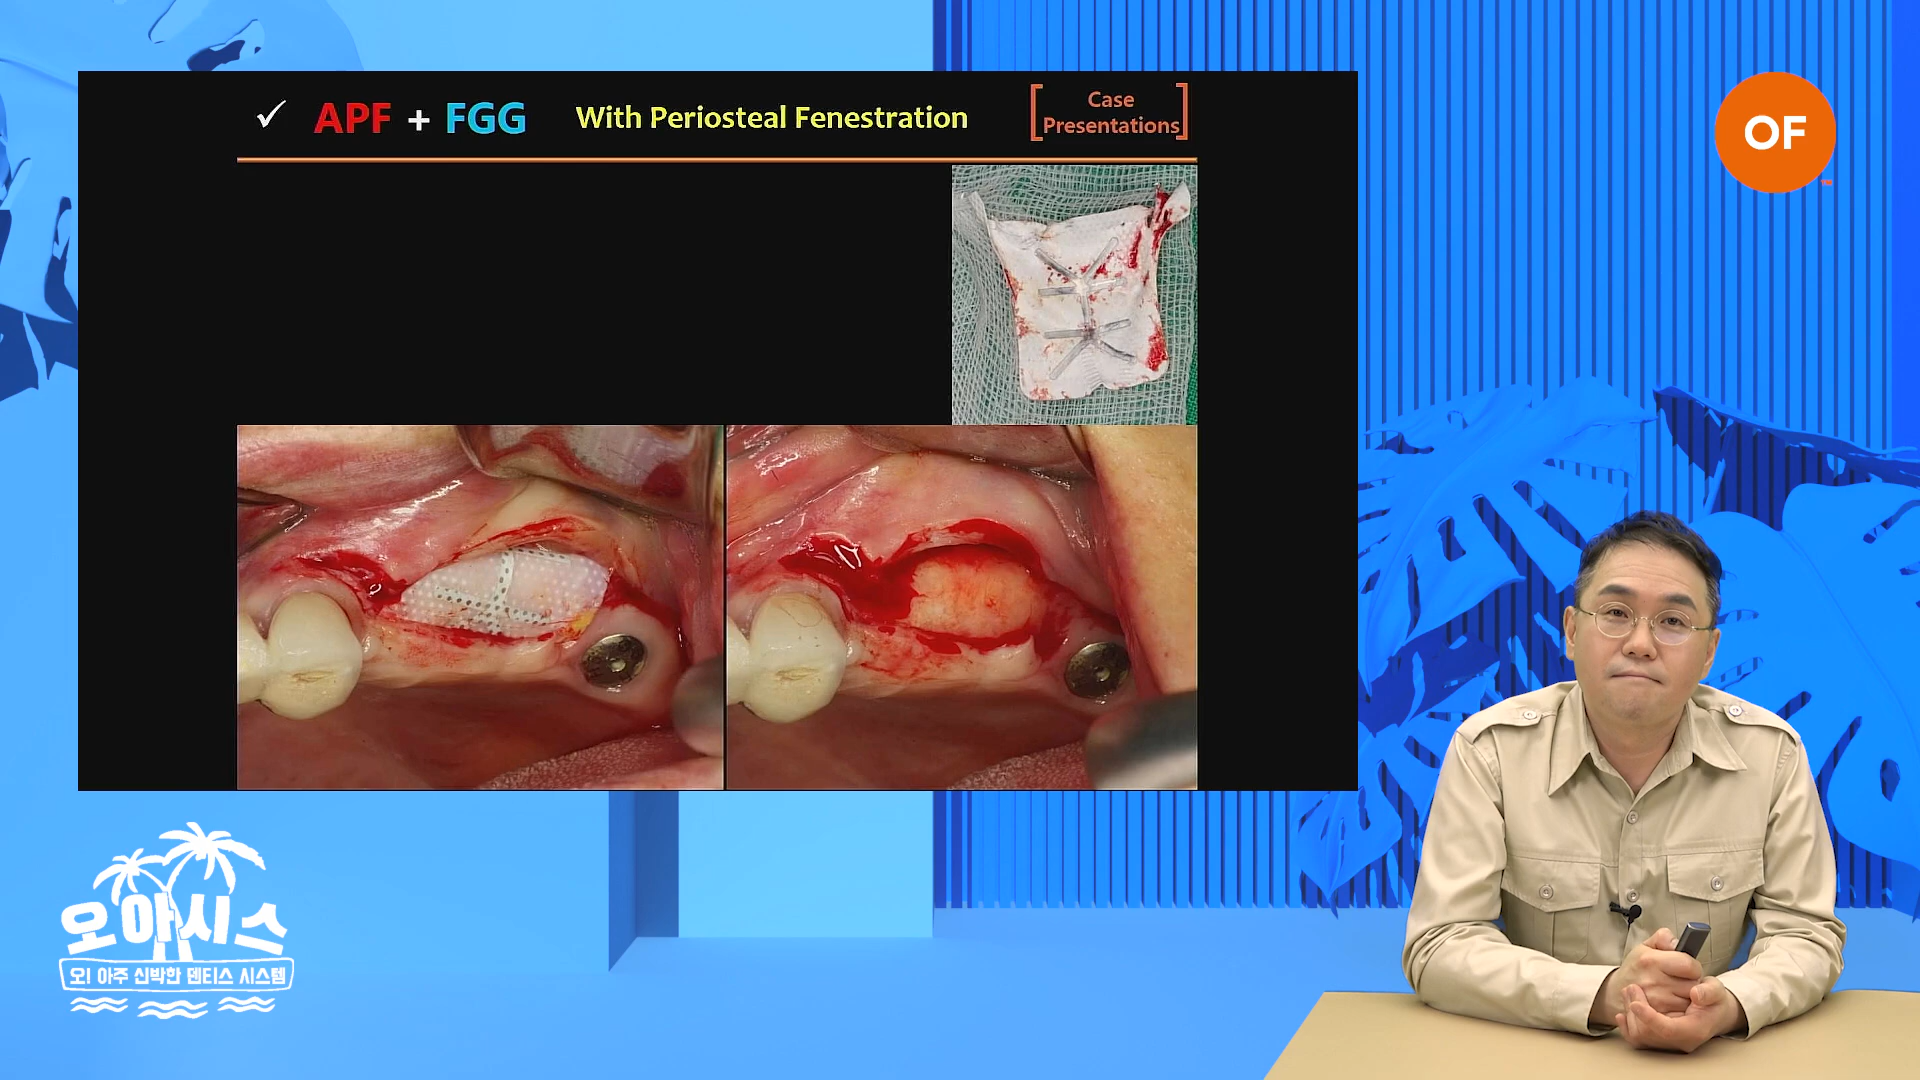 ✓ APF + FGG With Periosteal Fenestration
[Case
Presentations]
OF
오아시스
오! 아주 신박한 덴티스 시스템